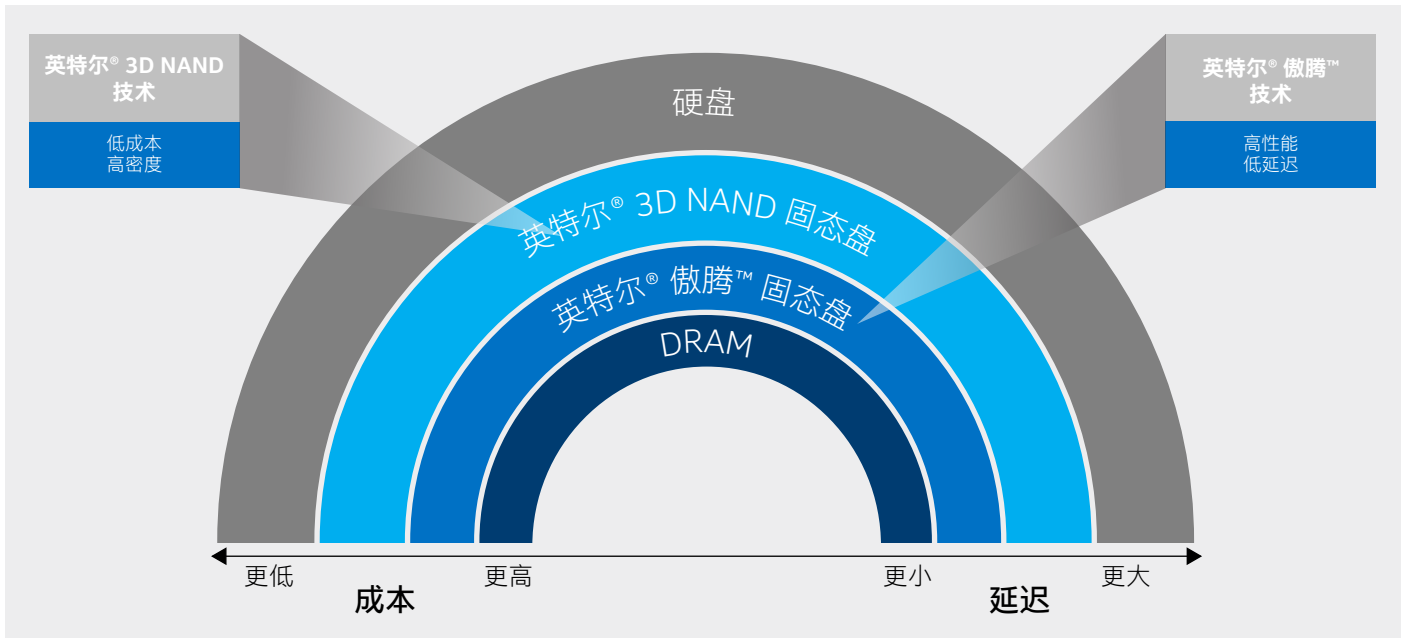 英特尔® 3D NAND
技术
低成本
高密度
英特尔® 傲腾™
技术
高性能
低延迟
硬盘
英特尔® 3D NAND 固态盘
英特尔® 傲腾™ 固态盘
DRAM
更低
更高
更小
更大
成本
延迟